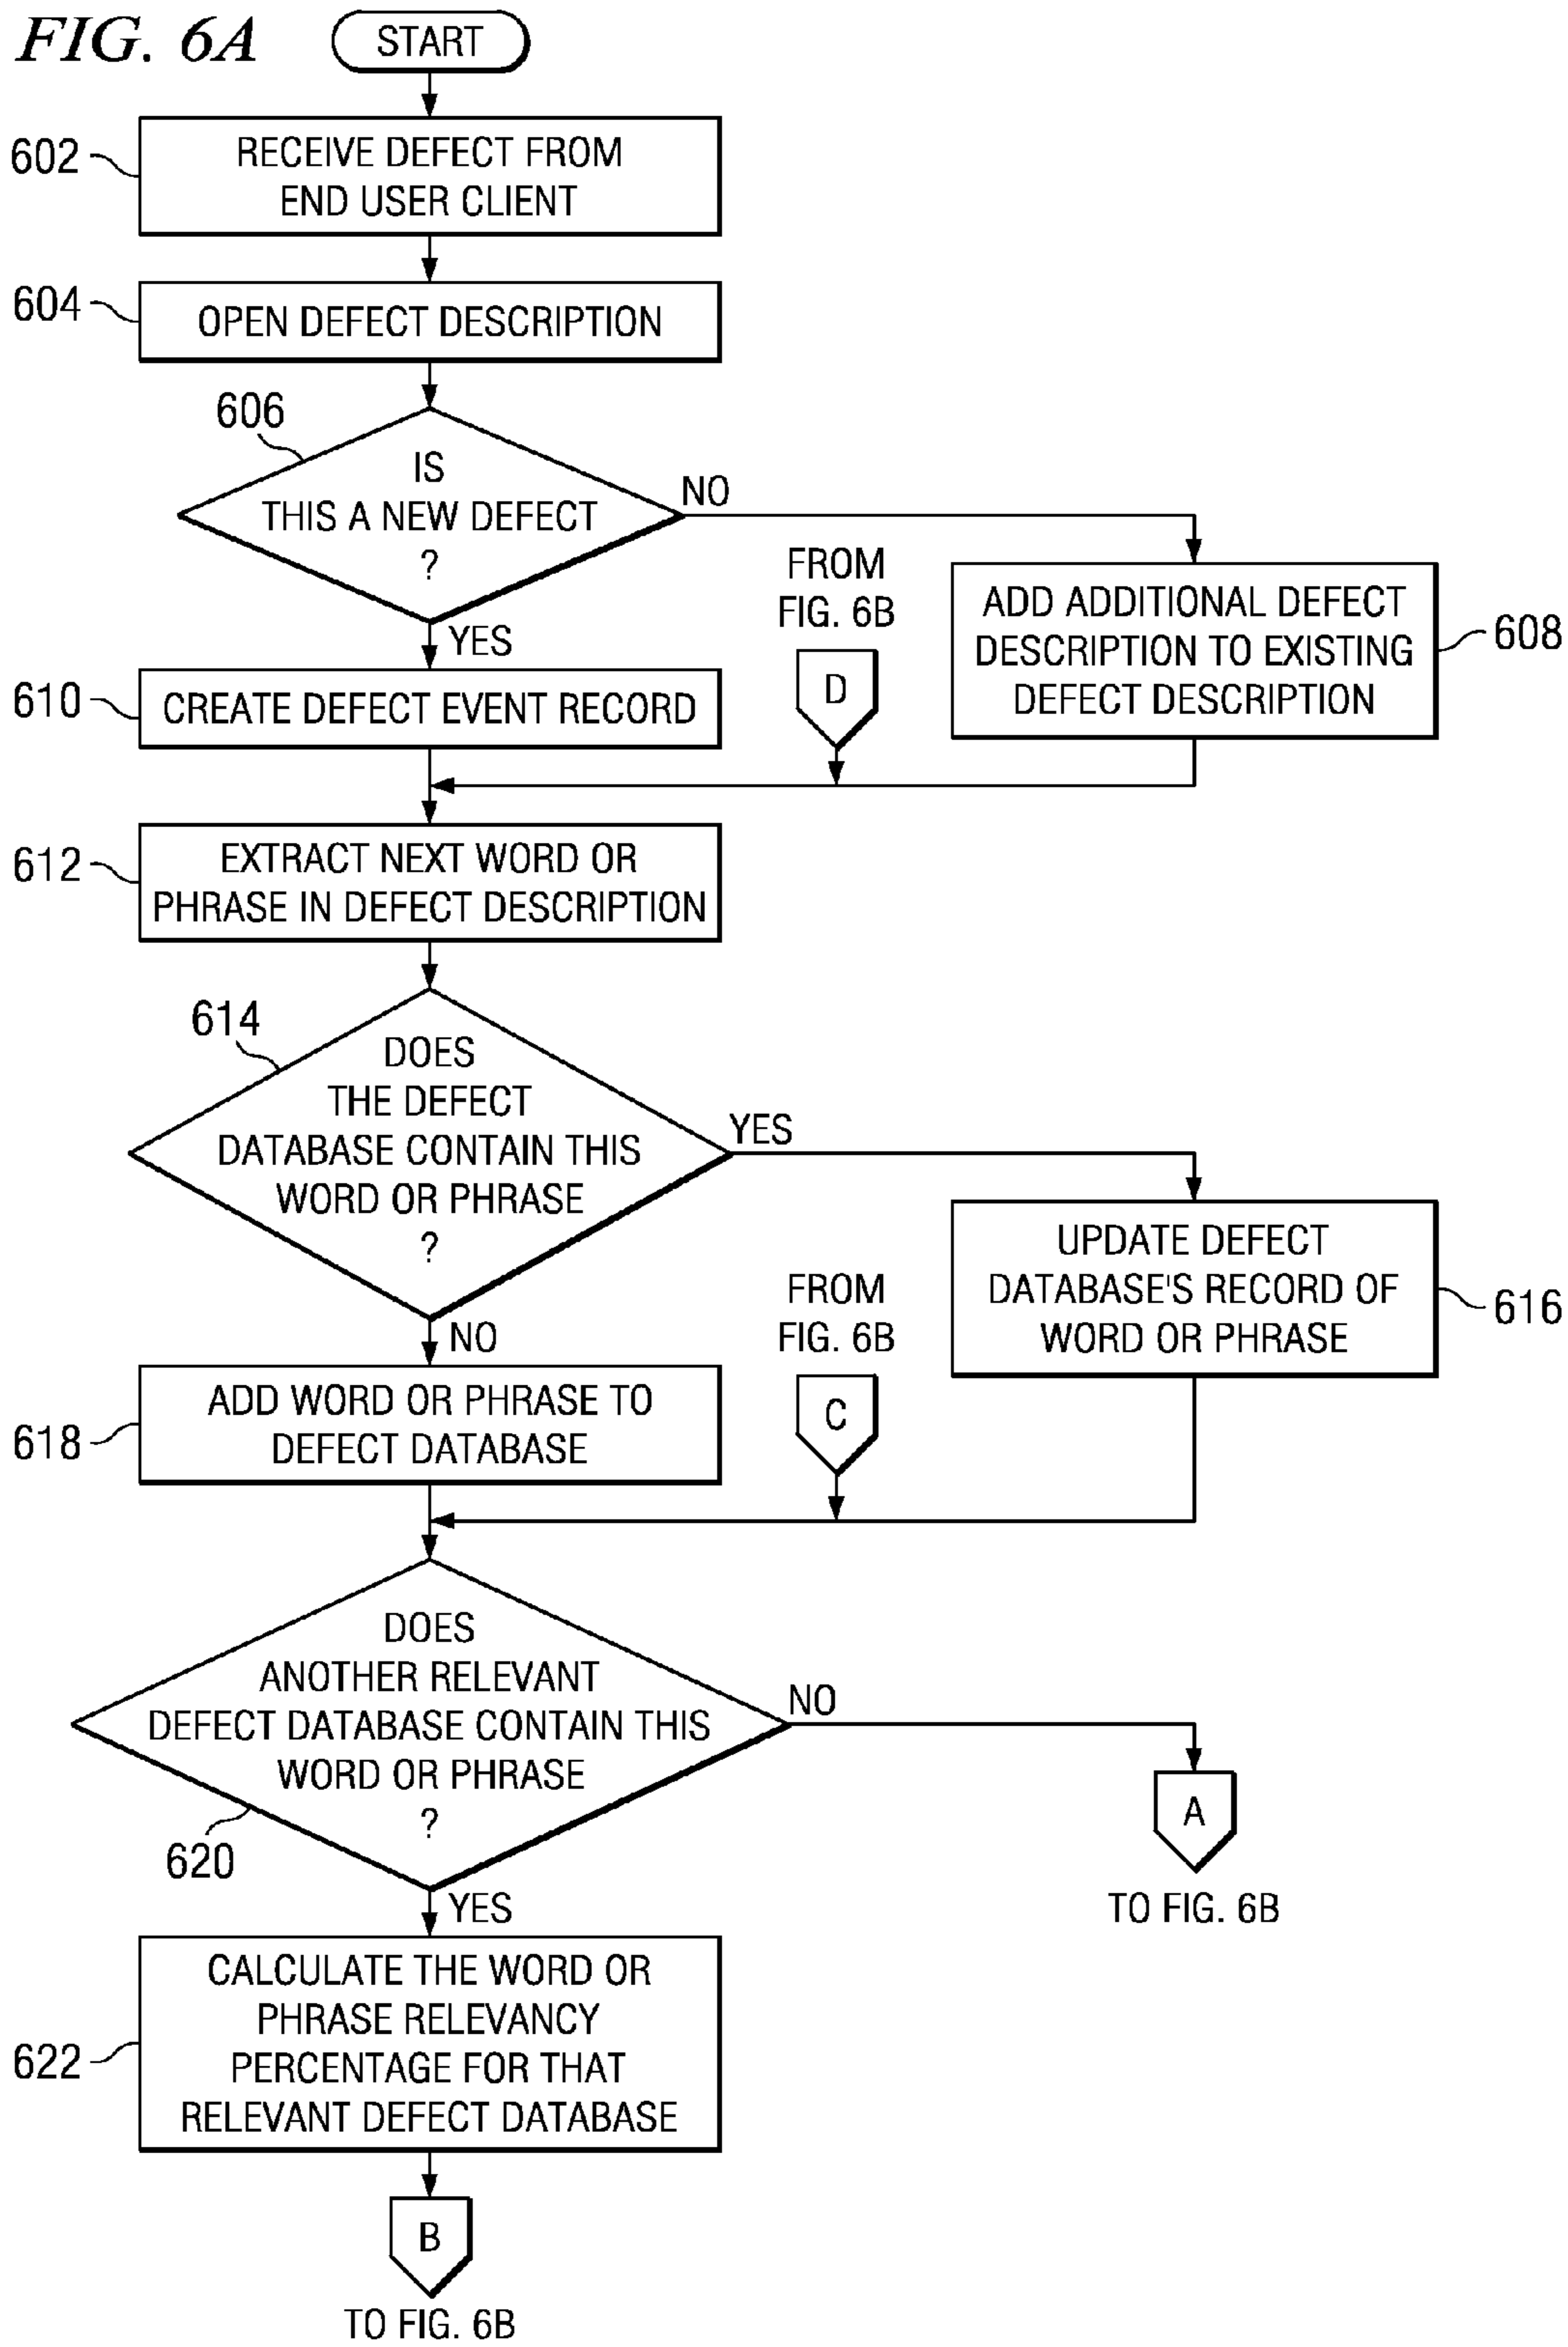 FIG. 6A
START
602
RECEIVE DEFECT FROM
END USER CLIENT
604
OPEN DEFECT DESCRIPTION
606
IS
THIS A NEW DEFECT
?
NO
YES
FROM
FIG. 6B
D
ADD ADDITIONAL DEFECT
DESCRIPTION TO EXISTING
DEFECT DESCRIPTION
608
610
CREATE DEFECT EVENT RECORD
612
EXTRACT NEXT WORD OR
PHRASE IN DEFECT DESCRIPTION
614
DOES
THE DEFECT
DATABASE CONTAIN THIS
WORD OR PHRASE
?
YES
NO
FROM
FIG. 6B
C
UPDATE DEFECT
DATABASE'S RECORD OF
WORD OR PHRASE
616
618
ADD WORD OR PHRASE TO
DEFECT DATABASE
DOES
ANOTHER RELEVANT
DEFECT DATABASE CONTAIN THIS
WORD OR PHRASE
?
620
NO
A
TO FIG. 6B
YES
622
CALCULATE THE WORD OR
PHRASE RELEVANCY
PERCENTAGE FOR THAT
RELEVANT DEFECT DATABASE
B
TO FIG. 6B